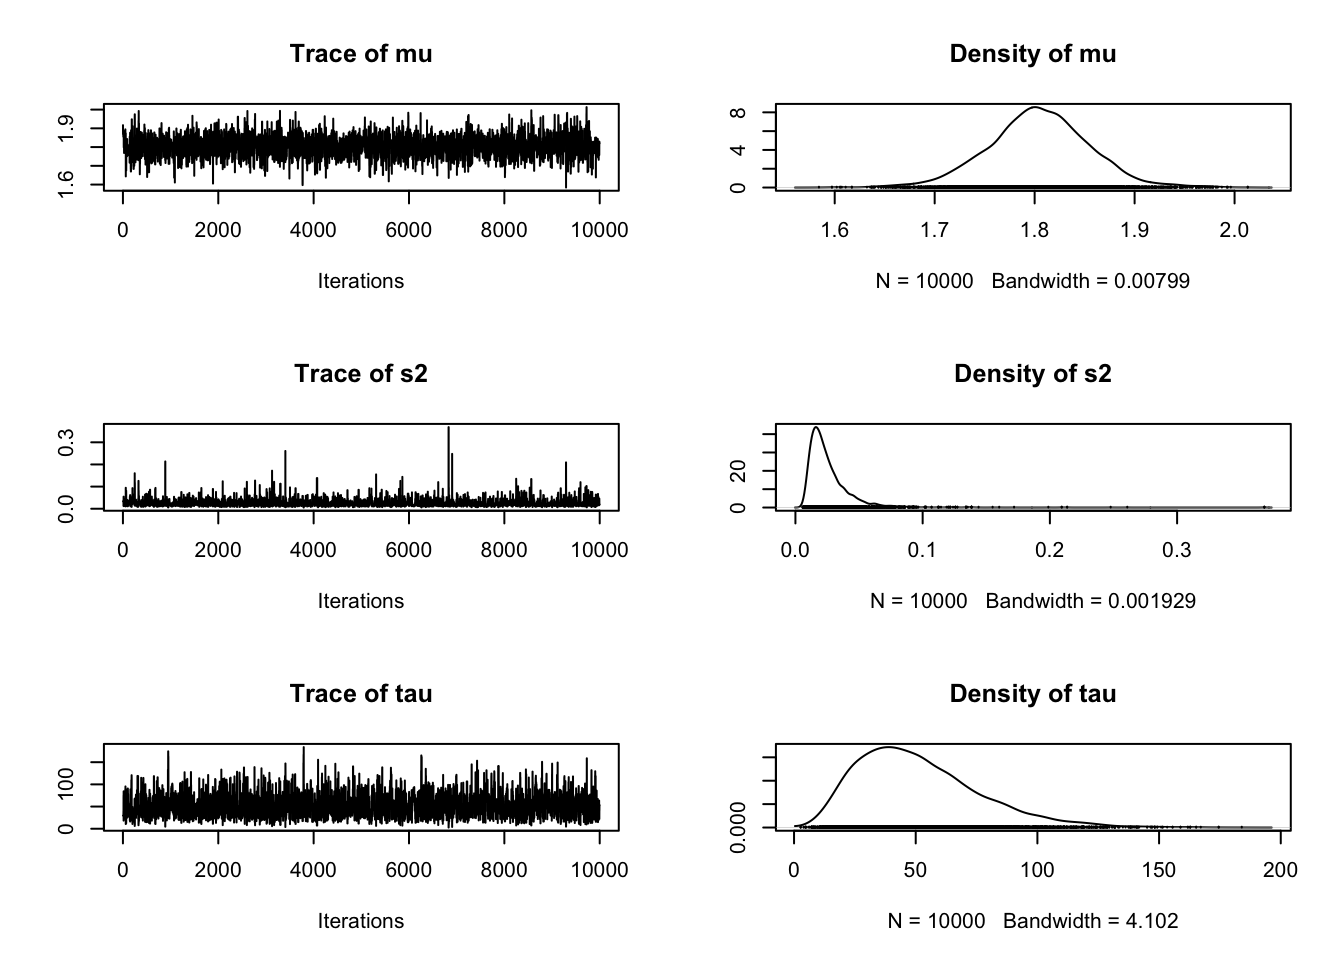 Trace of mu
1.9
1.6
0 2000 4000 6000 8000 10000
Iterations
Density of mu
8
4
0
1.6 1.7 1.8 1.9 2.0
N = 10000 Bandwidth = 0.00799
Trace of s2
0.3
0.0
0 2000 4000 6000 8000 10000
Iterations
Density of s2
20
0
0.0 0.1 0.2 0.3
N = 10000 Bandwidth = 0.001929
Trace of tau
100
0
0 2000 4000 6000 8000 10000
Iterations
Density of tau
0.000
0 50 100 150 200
N = 10000 Bandwidth = 4.102